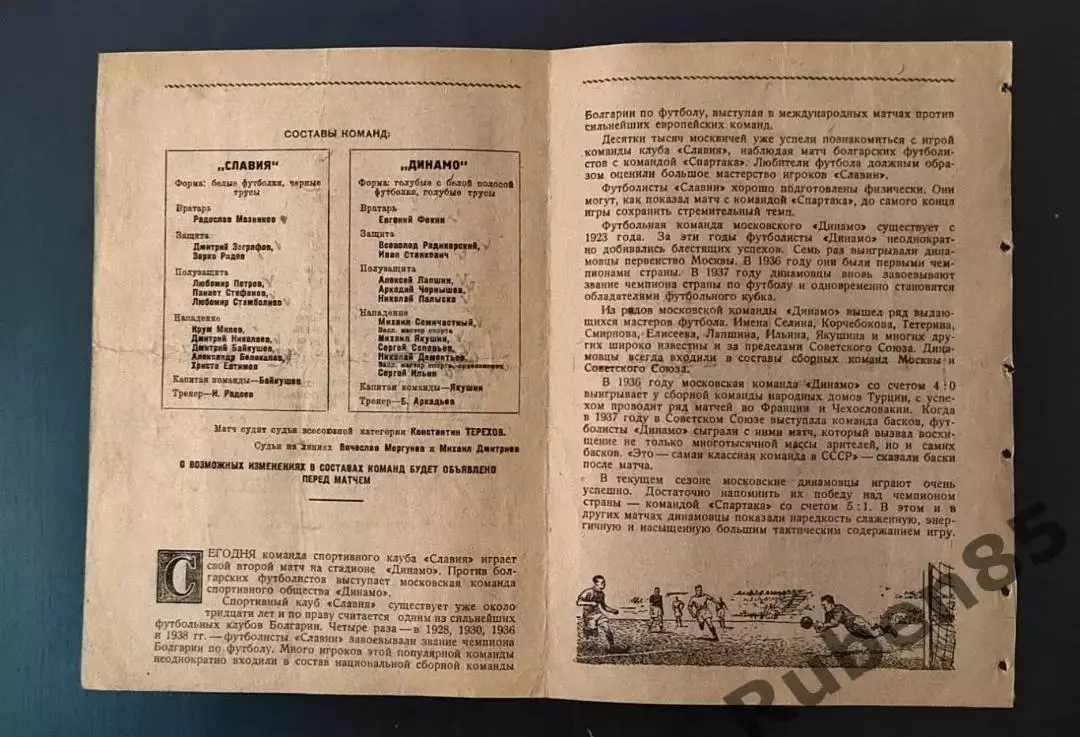 СОСТАВЫ КОМАНД:
„СЛАВИЯ"
Форма: белые футболки, черные
трусы
Вратарь
Радослав Мазников
Защита
Дмитрий Зографов,
Зарко Радев
Полузащита
Любомир Петров,
Панает Стефанов,
Любомир Стамболиев
Нападение
Крум Милев,
Дмитрий Николаев,
Дмитрий Байкушев,
Александр Белокапов,
Христо Евтимов
Капитан команды—Байкушев
Тренер—И. Радоев
„ДИНАМО"
Форма: голубые с белой полосой
футболки, голубые трусы
Вратарь
Евгений Фокин
Защита
Всеволод Радикорский,
Иван Станкевич
Полузащита
Алексей Лапшин,
Аркадий Чернышев,
Николай Палыска
Нападение
Михаил Семичастный,
Засл. мастер спорта
Михаил Якушин,
Сергей Соловьев,
Николай Дементьев,
Засл. мастер спорта, орденоносец
Сергей Ильин
Капитан команды—Якушин
Тренер—Б. Аркадьев
Матч судит судья всесоюзной категории Константин ТЕРЕХОВ.
Судьи на линиях Вячеслав Моргунов и Михаил Дмитриев
О ВОЗМОЖНЫХ ИЗМЕНЕНИЯХ В СОСТАВАХ КОМАНД БУДЕТ ОБЪЯВЛЕНО
ПЕРЕД МАТЧЕМ
СЕГОДНЯ команда спортивного клуба «Славия» играет
свой второй матч на стадионе «Динамо». Против бол-
гарских футболистов выступает московская команда
спортивного общества «Динамо».
Спортивный клуб «Славия» существует уже около
тридцати лет и по праву считается одним из сильнейших
футбольных клубов Болгарии. Четыре раза—в 1928, 1930, 1936
и 1938 гг.—футболисты «Славии» завоевывали звание чемпиона
Болгарии по футболу. Много игроков этой популярной команды
неоднократно входили в состав национальной сборной команды
Болгарии по футболу, выступая в международных матчах против
сильнейших европейских команд.
Десятки тысяч москвичей уже успели познакомиться с игрой
команды клуба «Славия», наблюдая матч болгарских футболи-
стов с командой «Спартака». Любители футбола должным обра-
зом оценили большое мастерство игроков «Славии».
Футболисты «Славии» хорошо подготовлены физически. Они
могут, как показал матч с командой «Спартака», до самого конца
игры сохранить стремительный темп.
Футбольная команда московского «Динамо» существует с
1923 года. За эти годы футболисты «Динамо» неоднократ-
но добивались блестящих успехов. Семь раз выигрывали дина-
мовцы первенство Москвы. В 1936 году они были первыми чем-
пионами страны. В 1937 году динамовцы вновь завоевывают
звание чемпиона страны по футболу и одновременно становятся
обладателями футбольного кубка.
Из рядов московской команды «Динамо» вышел ряд выдаю-
щихся мастеров футбола. Имена Селина, Корчебокова, Тетерина,
Смирнова, Елисеева, Лапшина, Ильина, Якушина и многих дру-
гих широко известны и за пределами Советского Союза. Дина-
мовцы всегда входили в составы сборных команд Москвы и
Советского Союза.
В 1936 году московская команда «Динамо» со счетом 4:0
выигрывает у сборной команды народных домов Турции, с успе-
хом проводит ряд матчей во Франции и Чехословакии. Когда
в 1937 году в Советском Союзе выступала команда басков, фут-
болисты «Динамо» сыграли с ними матч, который вызвал восхи-
щение не только многотысячной массы зрителей, но и самих
басков. «Это—самая классная команда в СССР»—сказали баски
после матча.
В текущем сезоне московские динамовцы играют очень
успешно. Достаточно напомнить их победу над чемпионом
страны—командой «Спартака» со счетом 5:1. В этом и в
других матчах динамовцы показали наредкость слаженную, энер-
гичную и насыщенную большим тактическим содержанием игру.
Ruben85